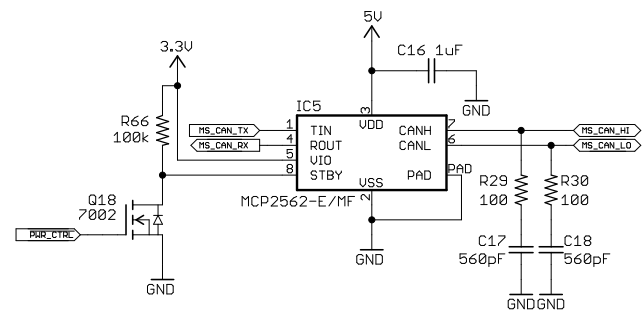 5V
3.3V
C16 1uF
GND
IC5
R66
100k
MS_CAN_TX
1
TIN
3
VDD
CANH
7
MS_CAN_HI
MS_CAN_RX
4
ROUT
CANL
6
MS_CAN_LO
5
VIO
8
STBY
PAD
PAD
VSS
2
MCP2562-E/MF
R29
100
R30
100
Q18
7002
PWR_CTRL
C17
560pF
C18
560pF
GND
GND
GND
GND